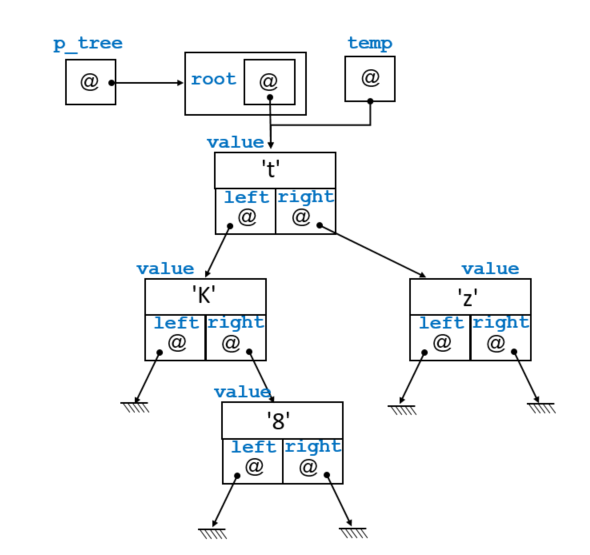 p_tree
temp
@
root
@
@
value
't'
left
right
@
@
value
value
'K'
'z'
left
right
left
right
@
@
@
@
value
'8'
left
right
@
@